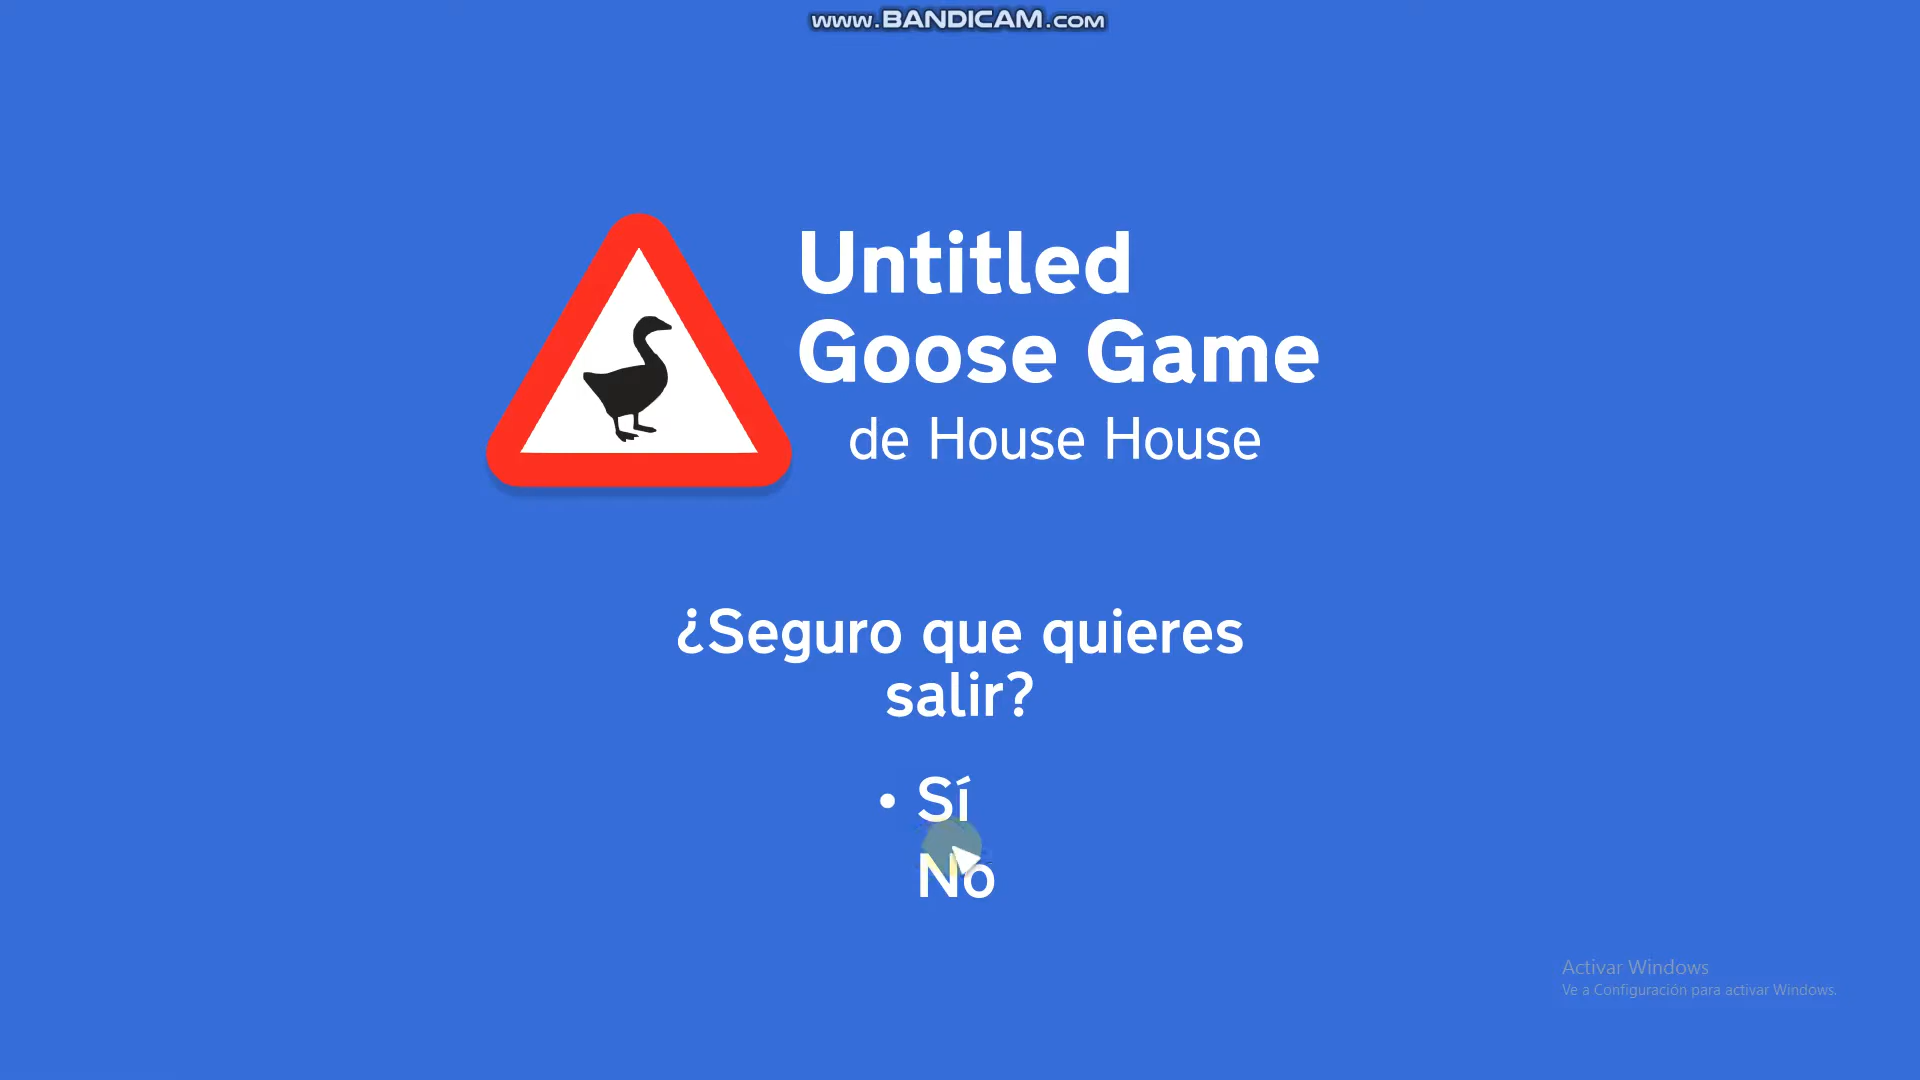 www.BANDICAM.COM
Untitled
Goose Game
de House House
¿Seguro que quieres
salir?
• Sí
No
Activar Windows
Ve a Configuración para activar Windows.